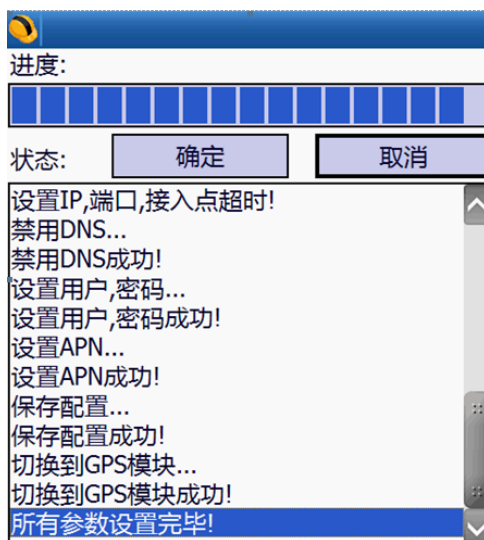 进度:
状态:
确定
取消
设置IP,端口,接入点超时!
禁用DNS...
禁用DNS成功!
设置用户,密码...
设置用户,密码成功!
设置APN...
设置APN成功!
保存配置...
保存配置成功!
切换到GPS模块...
切换到GPS模块成功!
所有参数设置完毕!